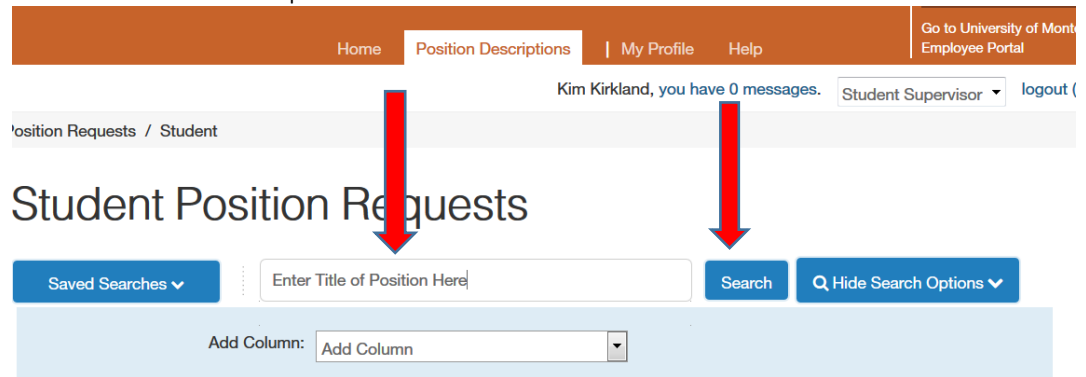 Go to University of Monte
Home Position Descriptions | My Profile Help Employee Portal
Kim Kirkland, you have 0 messages. Student Supervisor logout (
Position Requests / Student
Student Position Requests
Saved Searches Enter Title of Position Here Search Hide Search Options
Add Column: Add Column